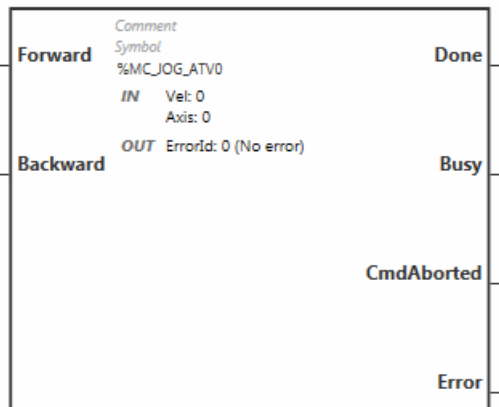 Comment
Forward
Symbol
Done
%MC_JOG_ATV0
IN Vel: 0
Axis: 0
OUT ErrorId: 0 (No error)
Backward
Busy
CmdAborted
Error